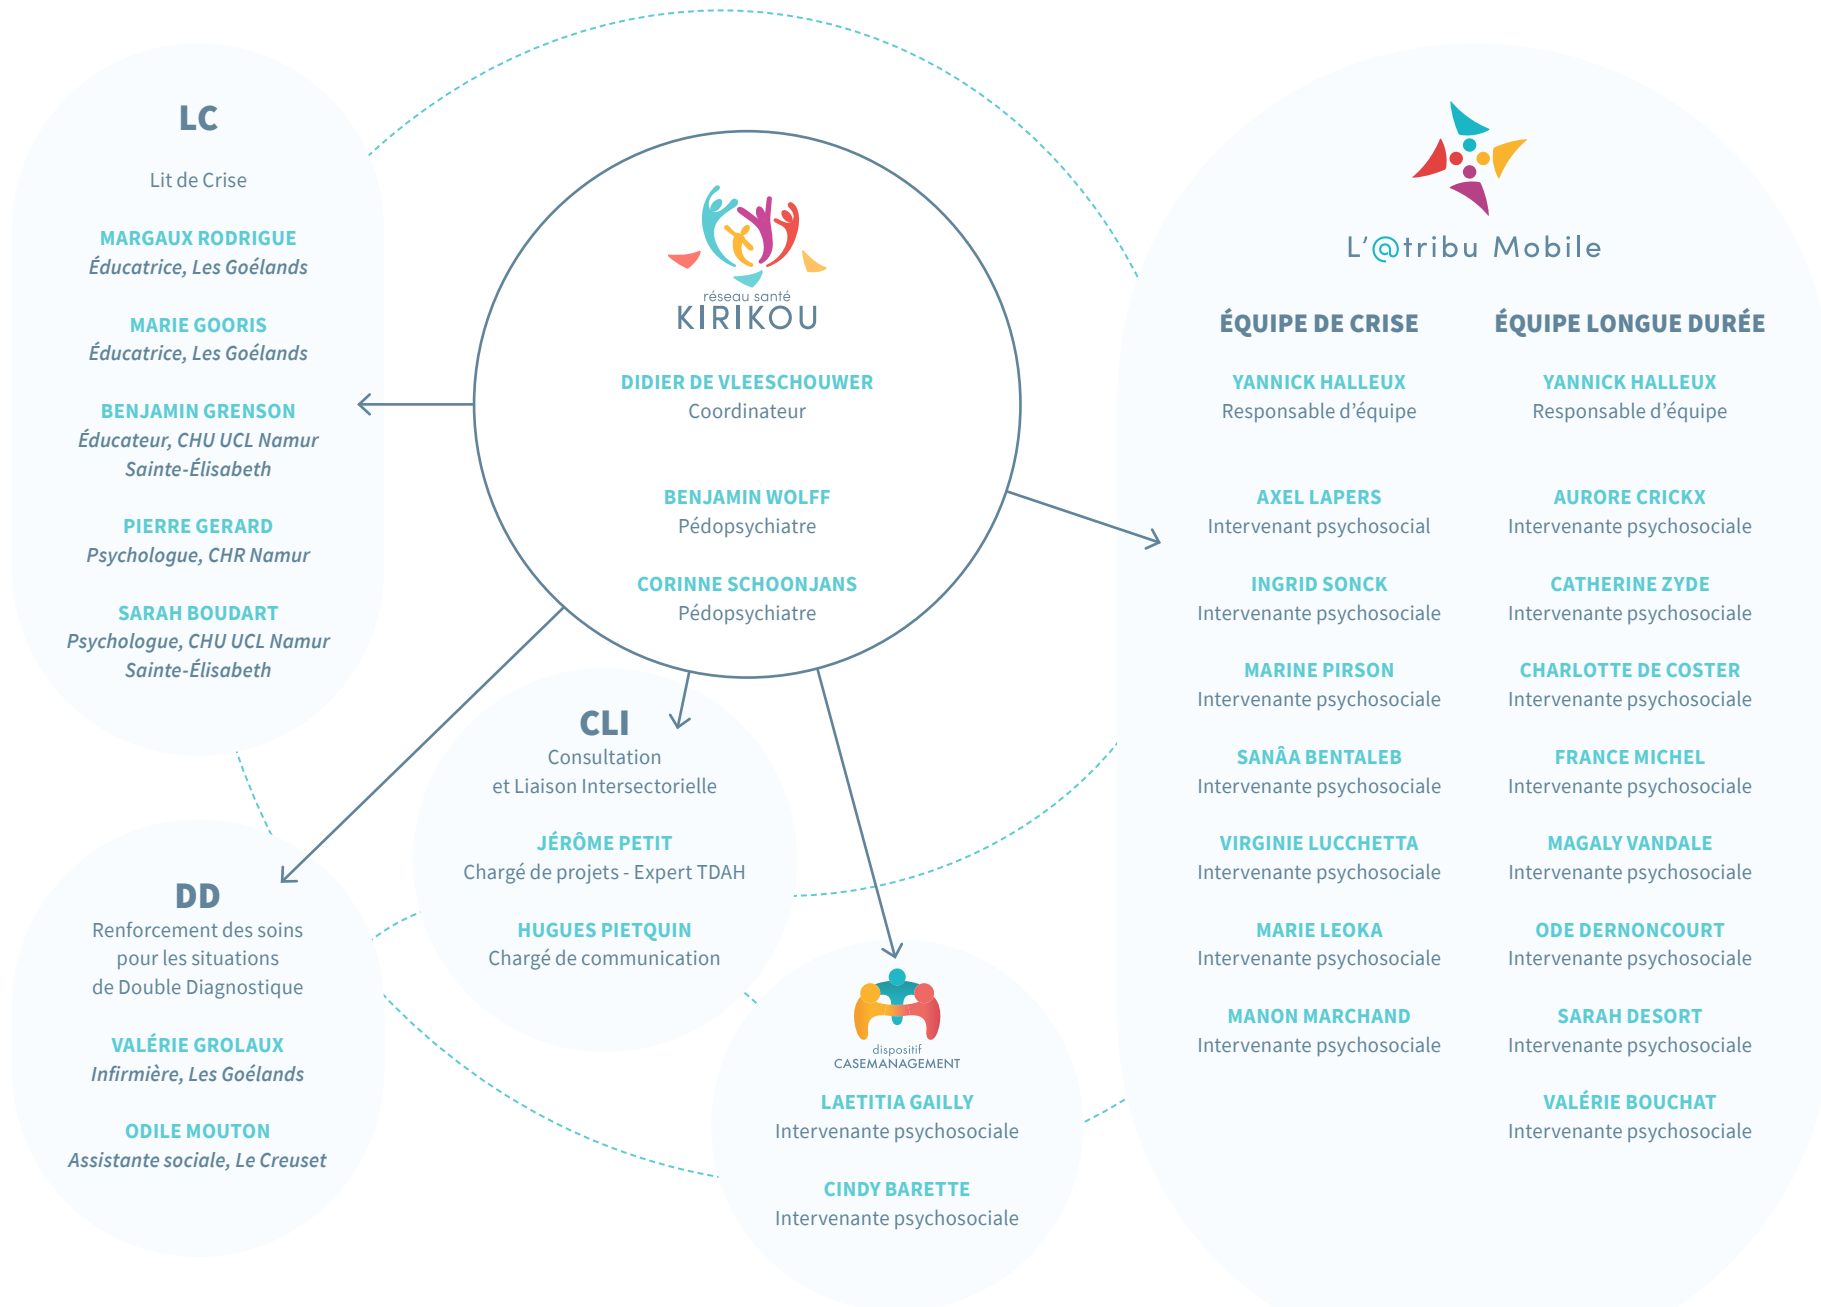 LC
Lit de Crise
MARGAUX RODRIGUE
Éducatrice, Les Goélands
MARIE GOORIS
Éducatrice, Les Goélands
BENJAMIN GRENSON
Éducateur, CHU UCL Namur
Sainte-Élisabeth
PIERRE GERARD
Psychologue, CHR Namur
SARAH BOUDART
Psychologue, CHU UCL Namur
Sainte-Élisabeth
réseau santé
KIRIKOU
DIDIER DE VLEESCHOUWER
Coordinateur
BENJAMIN WOLFF
Pédopsychiatre
CORINNE SCHOONJANS
Pédopsychiatre
DD
Renforcement des soins
pour les situations
de Double Diagnostique
VALÉRIE GROLAUX
Infirmière, Les Goélands
ODILE MOUTON
Assistante sociale, Le Creuset
CLI
Consultation
et Liaison Intersectorielle
JÉRÔME PETIT
Chargé de projets - Expert TDAH
HUGUES PIETQUIN
Chargé de communication
dispositif
CASEMANAGEMENT
LAETITIA GAILLY
Intervenante psychosociale
CINDY BARETTE
Intervenante psychosociale
L'@tribu Mobile
ÉQUIPE DE CRISE
YANNICK HALLEUX
Responsable d'équipe
AXEL LAPERS
Intervenant psychosocial
INGRID SONCK
Intervenante psychosociale
MARINE PIRSON
Intervenante psychosociale
SANÂA BENTALEB
Intervenante psychosociale
VIRGINIE LUCCHETTA
Intervenante psychosociale
MARIE LEOKA
Intervenante psychosociale
MANON MARCHAND
Intervenante psychosociale
ÉQUIPE LONGUE DURÉE
YANNICK HALLEUX
Responsable d'équipe
AURORE CRICKX
Intervenante psychosociale
CATHERINE ZYDE
Intervenante psychosociale
CHARLOTTE DE COSTER
Intervenante psychosociale
FRANCE MICHEL
Intervenante psychosociale
MAGALY VANDALE
Intervenante psychosociale
ODE DERNONCOURT
Intervenante psychosociale
SARAH DESORT
Intervenante psychosociale
VALÉRIE BOUCHAT
Intervenante psychosociale